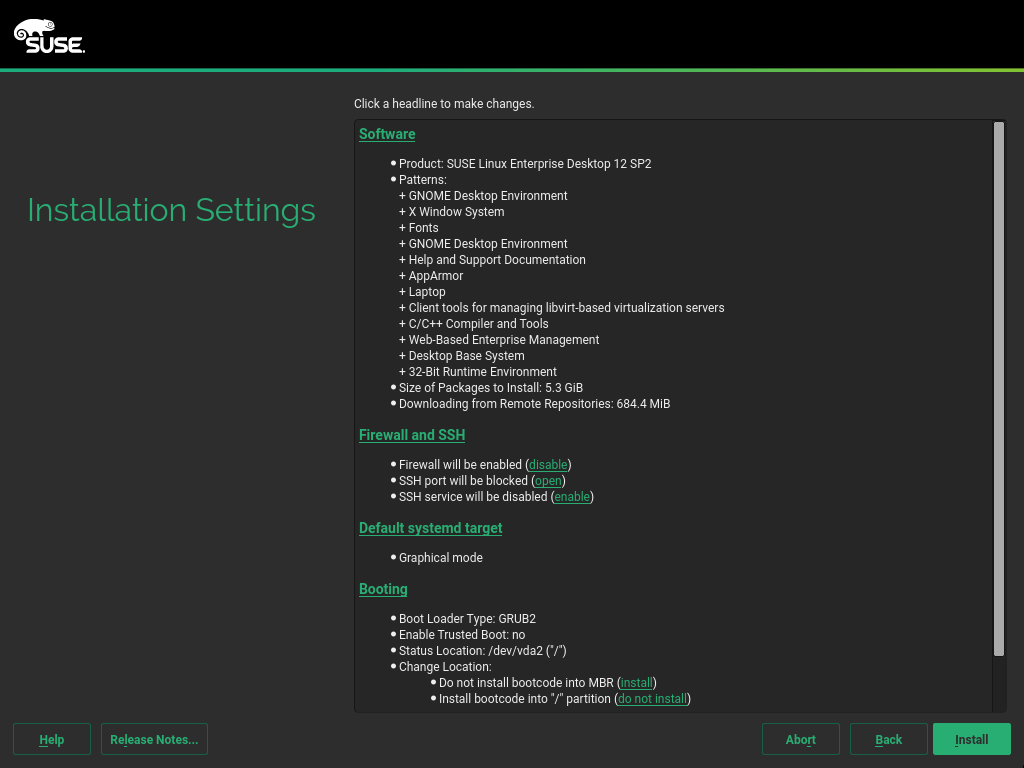 SUSE.
Click a headline to make changes.
Installation Settings
Software
Product: SUSE Linux Enterprise Desktop 12 SP2
Patterns:
+ GNOME Desktop Environment
+ X Window System
+ Fonts
+ GNOME Desktop Environment
+ Help and Support Documentation
+ AppArmor
+ Laptop
+ Client tools for managing libvirt-based virtualization servers
+ C/C++ Compiler and Tools
+ Web-Based Enterprise Management
+ Desktop Base System
+ 32-Bit Runtime Environment
Size of Packages to Install: 5.3 GiB
Downloading from Remote Repositories: 684.4 MiB
Firewall and SSH
Firewall will be enabled (disable)
SSH port will be blocked (open)
SSH service will be disabled (enable)
Default systemd target
Graphical mode
Booting
Boot Loader Type: GRUB2
Enable Trusted Boot: no
Status Location: /dev/vda2 ("/")
Change Location:
Do not install bootcode into MBR (install)
Install bootcode into "/" partition (do not install)
Help
Release Notes...
Abort
Back
Install